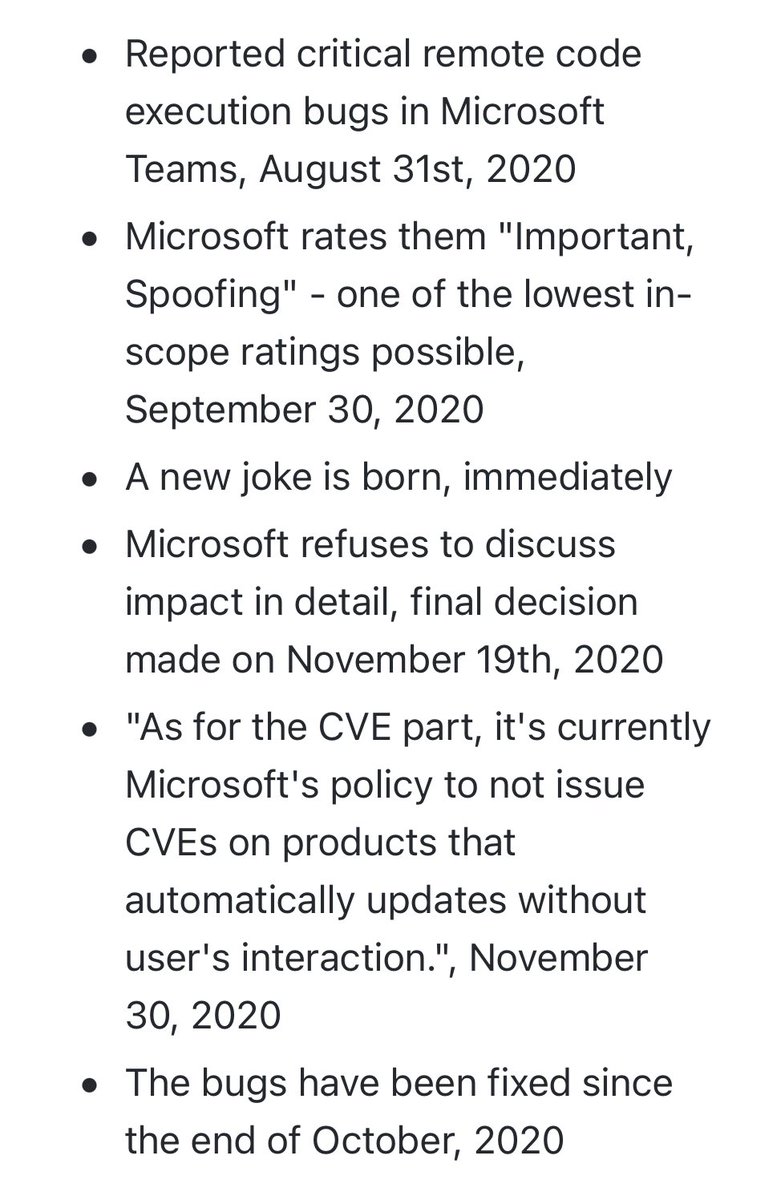 • Reported critical remote code
execution bugs in Microsoft
Teams, August 31st, 2020
• Microsoft rates them "Important,
Spoofing" - one of the lowest in-
scope ratings possible,
September 30, 2020
• A new joke is born, immediately
• Microsoft refuses to discuss
impact in detail, final decision
made on November 19th, 2020
• "As for the CVE part, it's currently
Microsoft's policy to not issue
CVEs on products that
automatically updates without
user's interaction.", November
30, 2020
• The bugs have been fixed since
the end of October, 2020